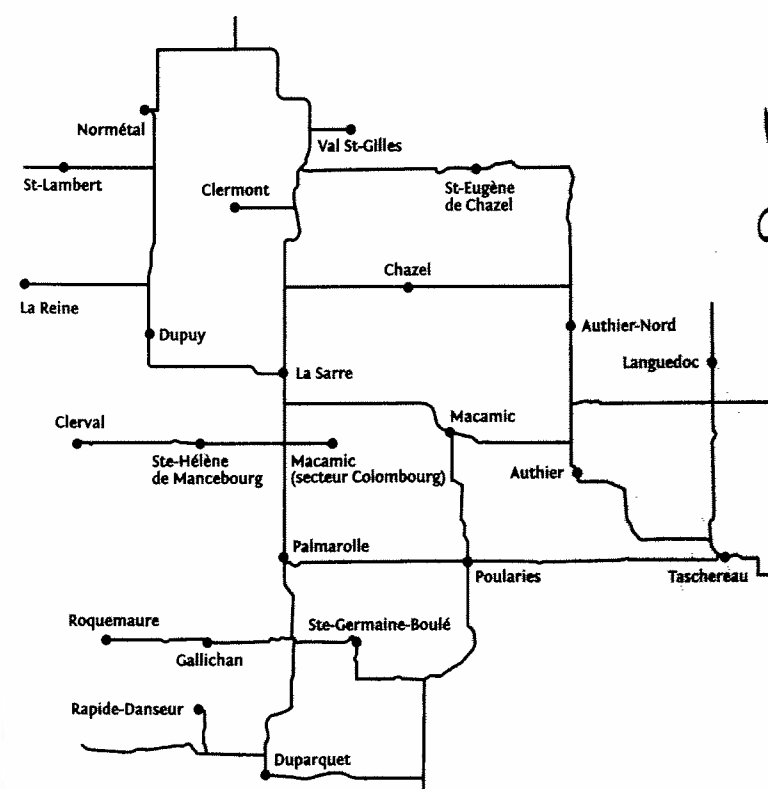 Normétal
Val St-Gilles
St-Lambert
Clermont
St-Eugène
de Chazel
Chazel
La Reine
Authier-Nord
Dupuy
Languedoc
La Sarre
Clerval
Macamic
Ste-Hélène
de Mancebourg
Macamic
(secteur Colombourg)
Authier
Palmarolle
Poularies
Taschereau
Roquemaure
Ste-Germaine-Boulé
Gallichan
Rapide-Danseur
Duparquet